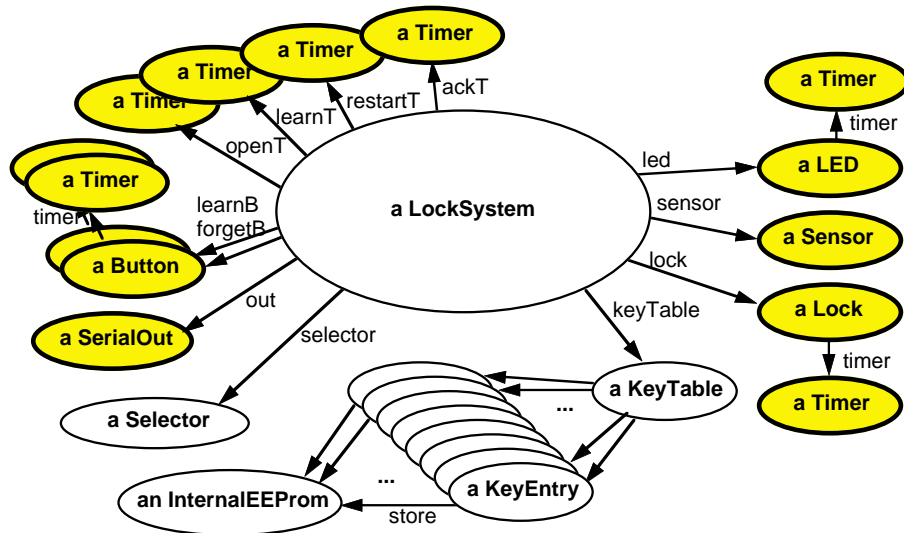 a Timer
a Timer
a Timer
a Timer
ackT
restartT
learnT
openT
a Timer
timer
led
a LED
a Timer
timer
learnB
forgetB
a Button
a LockSystem
sensor
a Sensor
lock
a Lock
out
a SerialOut
keyTable
timer
selector
a Timer
a KeyTable
...
a Selector
...
a KeyEntry
an InternalEEProm
store